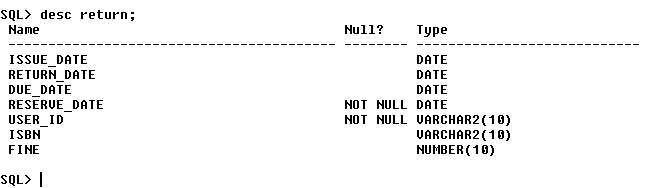 SQL> desc return;
Name Null? Type
----------------------------------------- -------- ----------------------------
ISSUE_DATE DATE
RETURN_DATE DATE
DUE_DATE DATE
RESERVE_DATE NOT NULL DATE
USER_ID NOT NULL VARCHAR2(10)
ISBN VARCHAR2(10)
FINE NUMBER(10)
SQL>